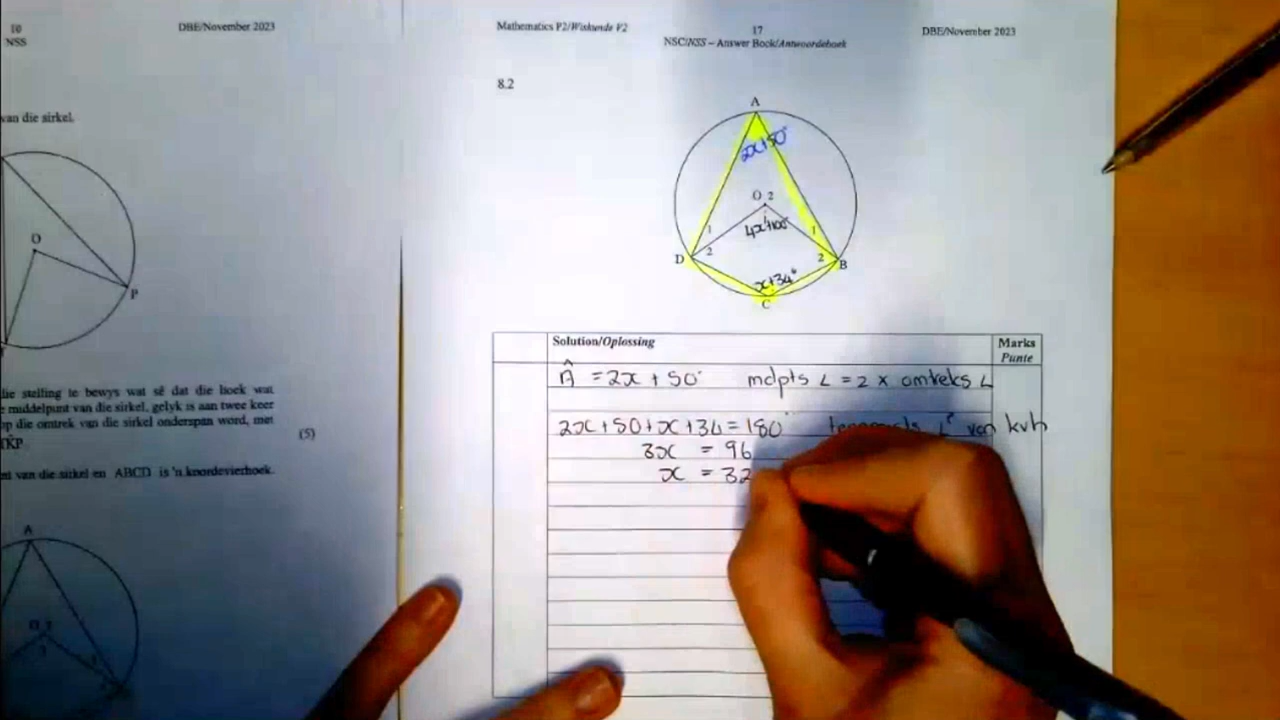 10
NSS
DBE/November 2023
van die sirkel.
O
P
die stelling te bewys wat sê dat die hoek wat
middelpunt van die sirkel, gelyk is aan twee keer
op die omtrek van die sirkel onderspan word, met
TKP.
(5)
nt van die sirkel en ABCD is 'n koordevierhoek.
A
Mathematics P2/Wiskunde V2
17
DBE/November 2023
NSC/NSS – Answer Book/Antwoordeboek
8.2
A
2x+50°
O 2
1
4x+100°
1
1
D
2
2
B
x+34°
C
Solution/Oplossing
Marks
Punte
Â = 2x + 50° mdpts ∠ = 2 x omtreks ∠
2x+50+x+34=180° van kvh
3x = 96
x = 32